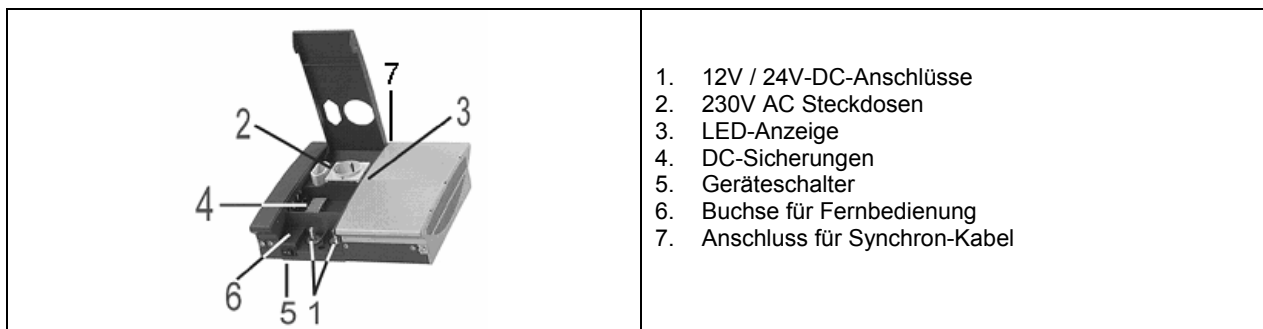 7
2
3
4
6
5
1
1. 12V / 24V-DC-Anschlüsse
2. 230V AC Steckdosen
3. LED-Anzeige
4. DC-Sicherungen
5. Geräteschalter
6. Buchse für Fernbedienung
7. Anschluss für Synchron-Kabel